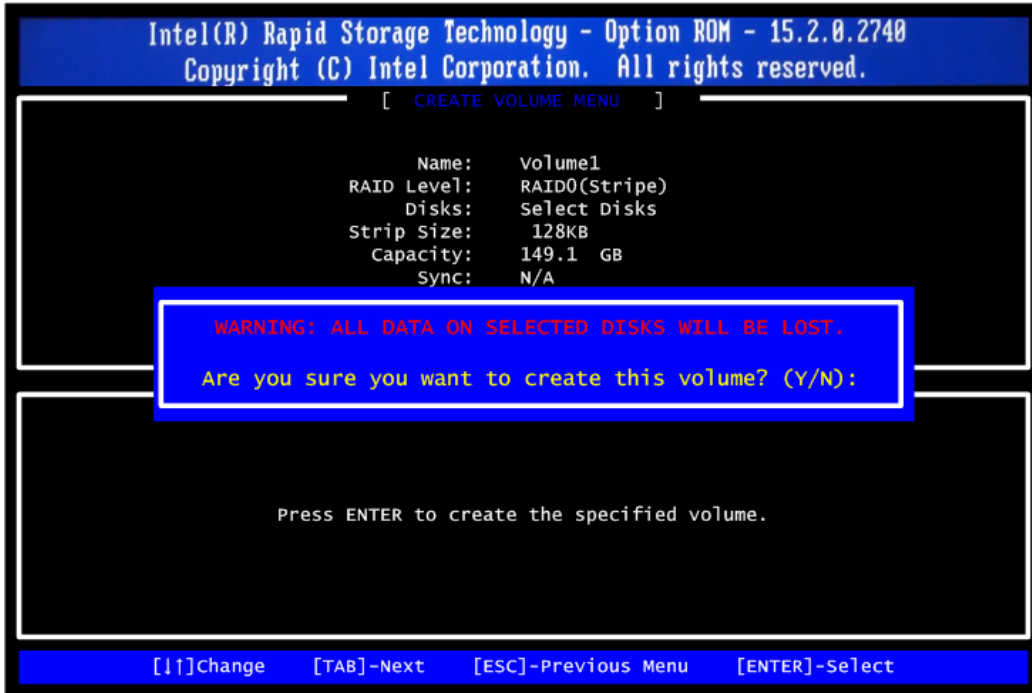 Intel(R) Rapid Storage Technology - Option ROM - 15.2.0.2740
Copyright (C) Intel Corporation. All rights reserved.
[ CREATE VOLUME MENU ]
Name: Volume1
RAID Level: RAID0(Stripe)
Disks: Select Disks
Strip Size: 128KB
Capacity: 149.1 GB
Sync: N/A
WARNING: ALL DATA ON SELECTED DISKS WILL BE LOST.
Are you sure you want to create this volume? (Y/N):
Press ENTER to create the specified volume.
[↓↑]Change [TAB]-Next [ESC]-Previous Menu [ENTER]-Select